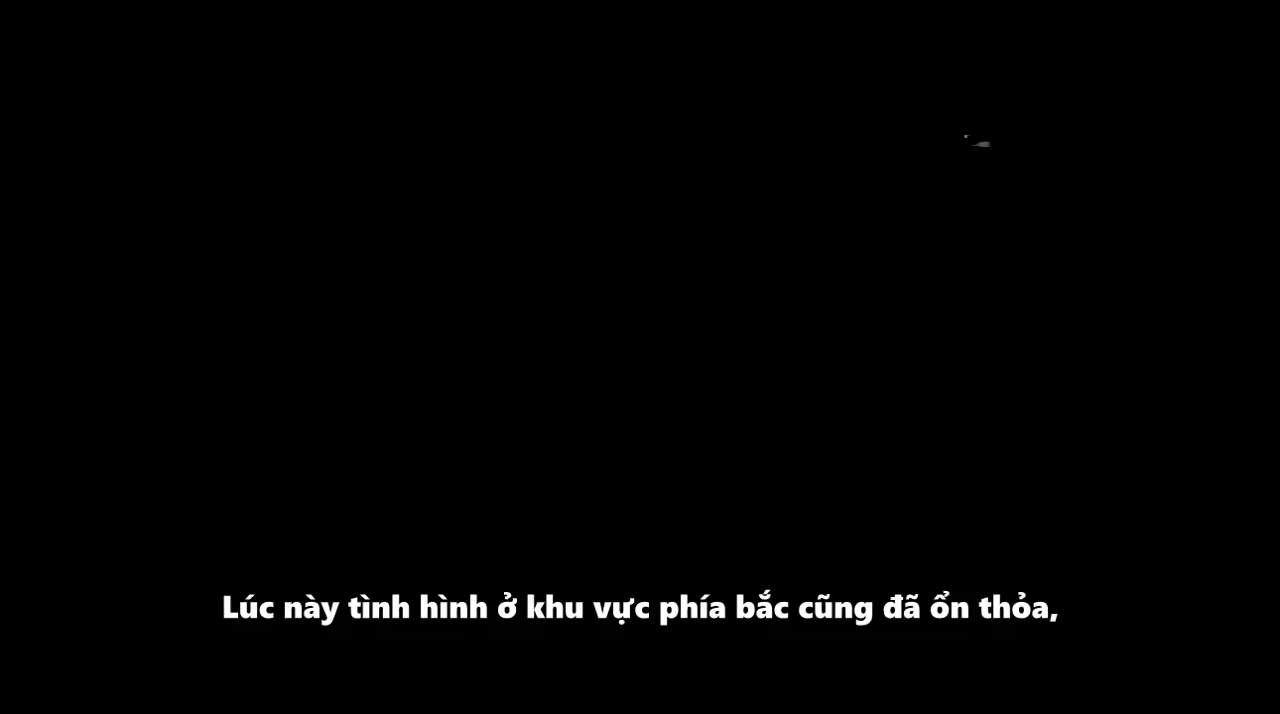 Lúc này tình hình ở khu vực phía bắc cũng đã ổn thỏa,